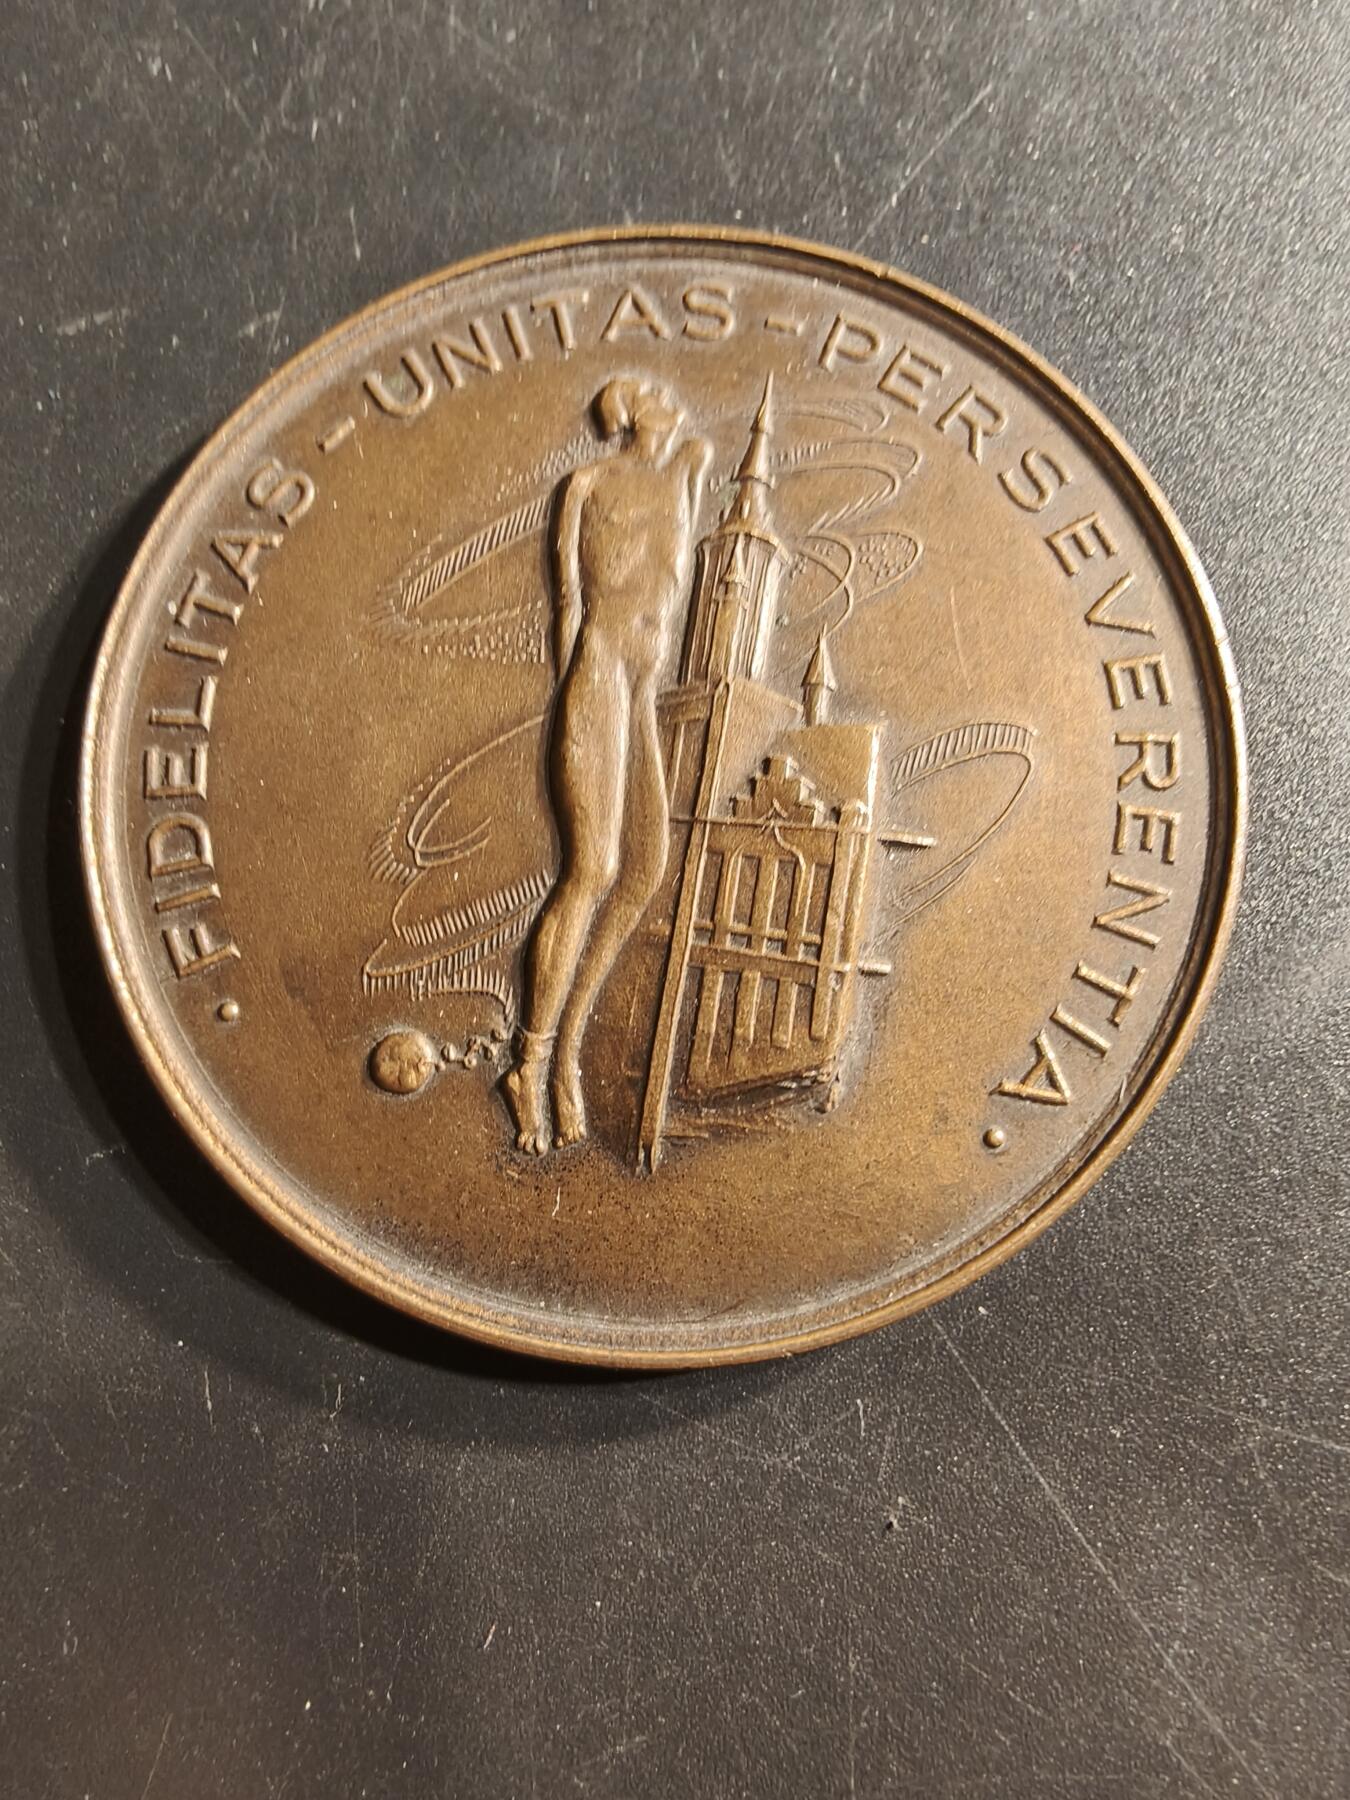 · FIDELITAS - UNITAS - PERSEVERENTIA ·